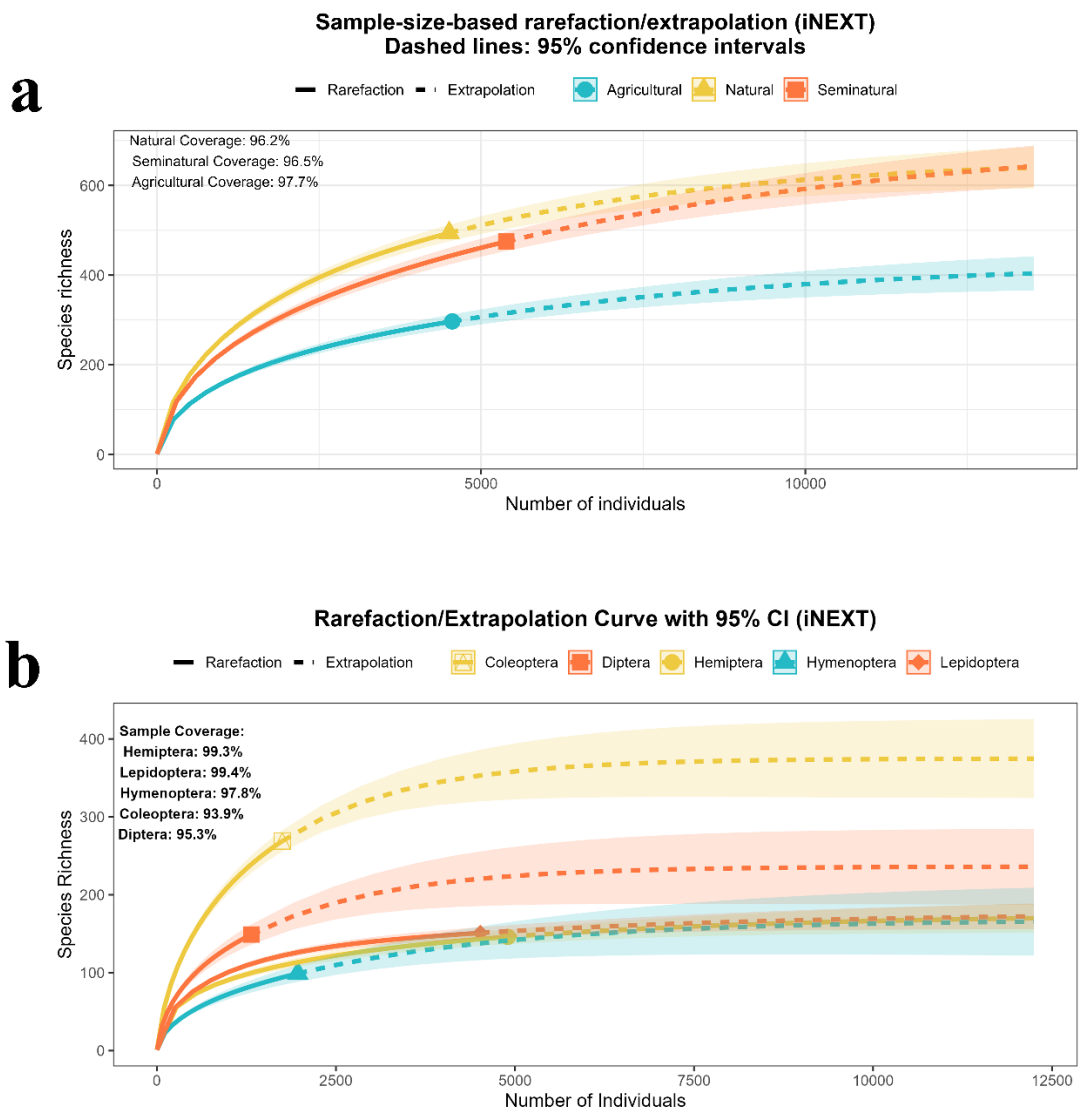 Sample-size-based rarefaction/extrapolation (iNEXT)
Dashed lines: 95% confidence intervals
a
Rarefaction Extrapolation Agricultural Natural Seminatural
Natural Coverage: 96.2%
Seminatural Coverage: 96.5%
Agricultural Coverage: 97.7%
Species richness
600
400
200
0
0 5000 10000
Number of individuals
Rarefaction/Extrapolation Curve with 95% CI (iNEXT)
b
Rarefaction Extrapolation Coleoptera Diptera Hemiptera Hymenoptera Lepidoptera
Sample Coverage:
Hemiptera: 99.3%
Lepidoptera: 99.4%
Hymenoptera: 97.8%
Coleoptera: 93.9%
Diptera: 95.3%
Species Richness
400
300
200
100
0
0 2500 5000 7500 10000 12500
Number of Individuals